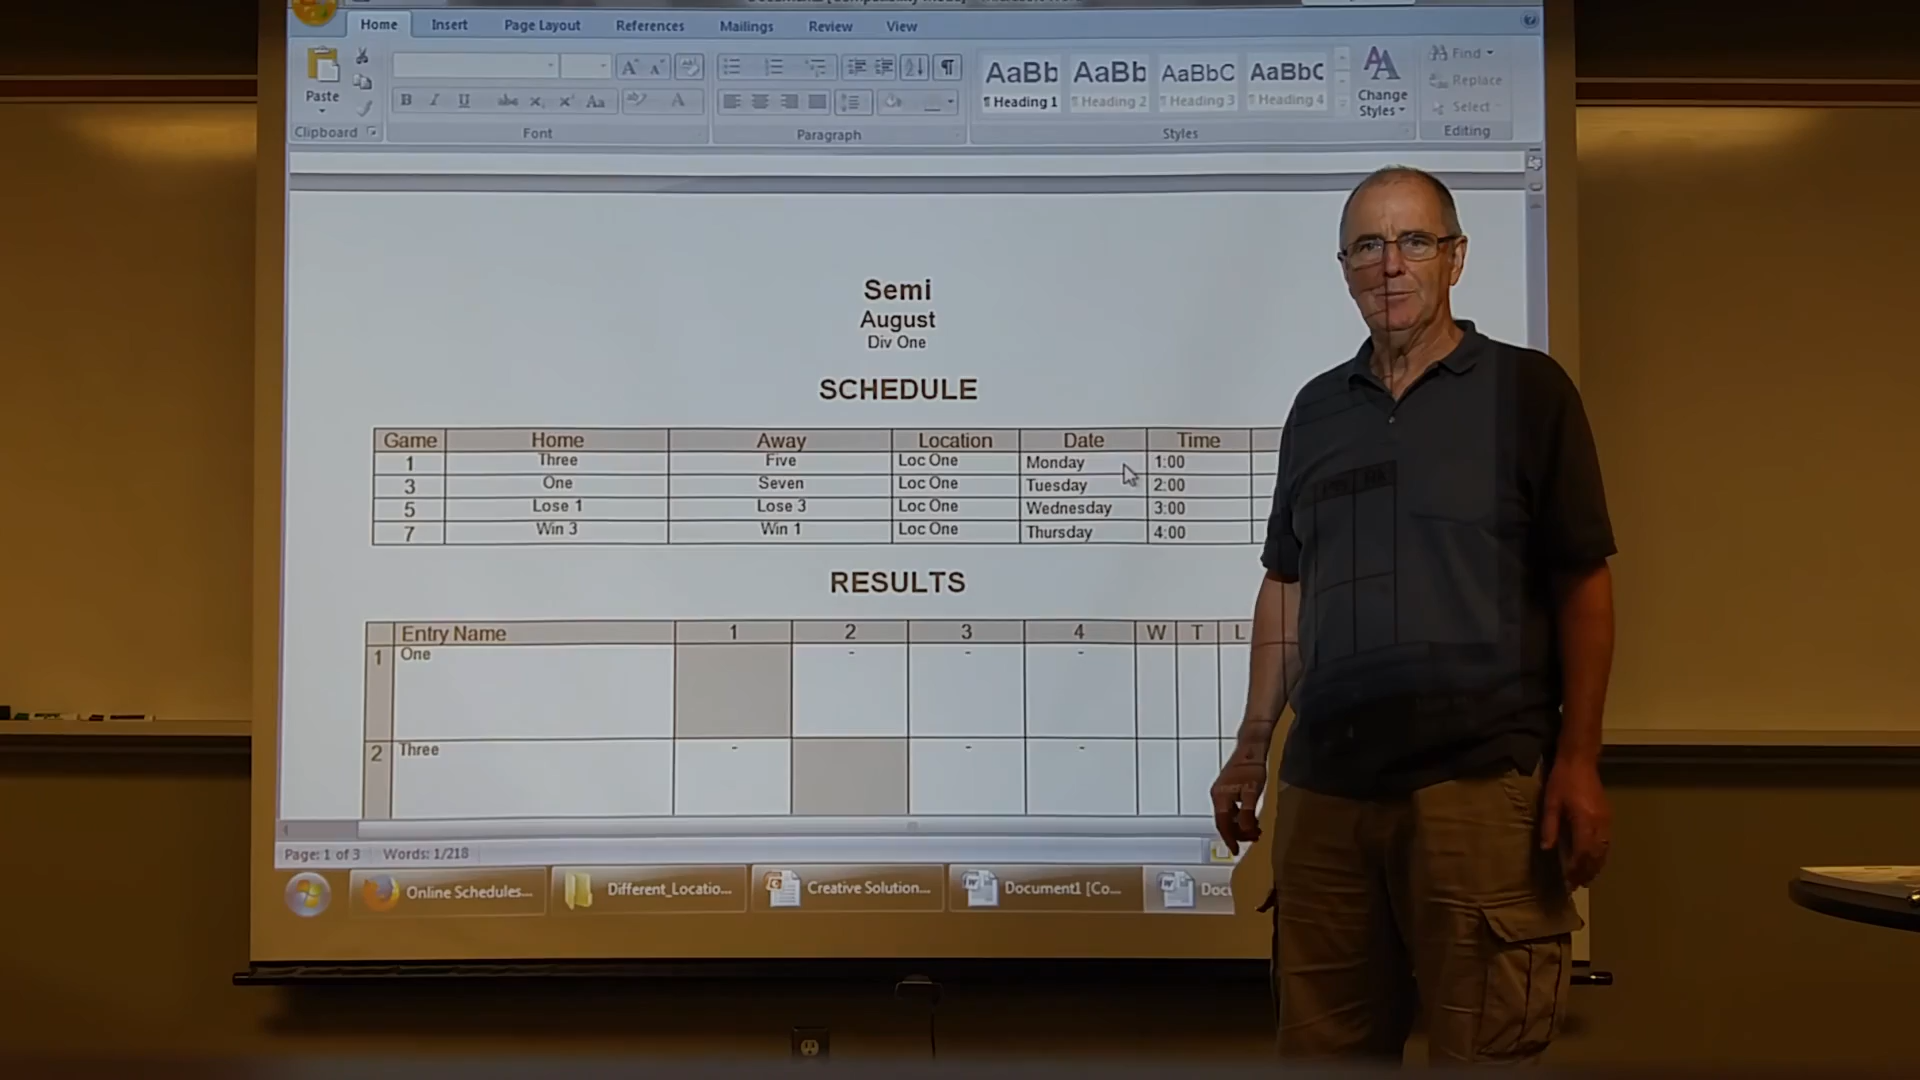 Home Insert Page Layout References Mailings Review View
Paste
B I U abc x, x' Aa A
AaBb AaBb AaBbC AaBbC
¶ Heading 1 ¶ Heading 2 ¶ Heading 3 ¶ Heading 4
Change
Styles
Find
Replace
Select
Clipboard Font Paragraph Styles Editing
Semi
August
Div One
SCHEDULE
Game Home Away Location Date Time
1 Three Five Loc One Monday 1:00
3 One Seven Loc One Tuesday 2:00
5 Lose 1 Lose 3 Loc One Wednesday 3:00
7 Win 3 Win 1 Loc One Thursday 4:00
RESULTS
Entry Name 1 2 3 4 W T L
1 One - - -
2 Three - - -
Page: 1 of 3 Words: 1/218
Online Schedules... Different_Locatio... Creative Solution... Document1 [Co... Docu